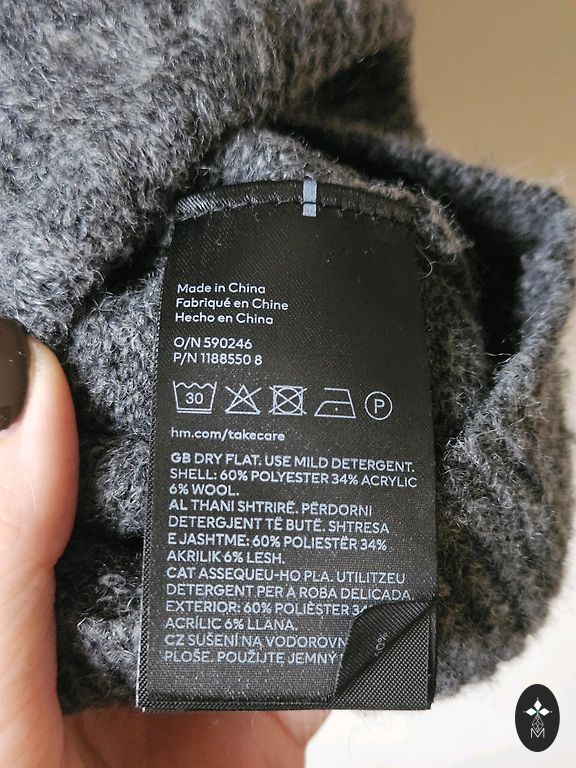 Made in China
Fabriqué en Chine
Hecho en China
O/N 590246
P/N 1188550 8
30
P
hm.com/takecare
GB DRY FLAT. USE MILD DETERGENT.
SHELL: 60% POLYESTER 34% ACRYLIC
6% WOOL.
AL THANI SHTRIRË. PËRDORNI
DETERGJENT TË BUTË. SHTRESA
E JASHTME: 60% POLIESTËR 34%
AKRILIK 6% LESH.
CAT ASSEQUEU-HO PLA. UTILITZEU
DETERGENT PER A ROBA DELICADA.
EXTERIOR: 60% POLIÈSTER
ACRÍLIC 6% LLANA.
CZ SUŠENÍ NA
PLOŠE. POUŽIJTE JEMNÝ
M